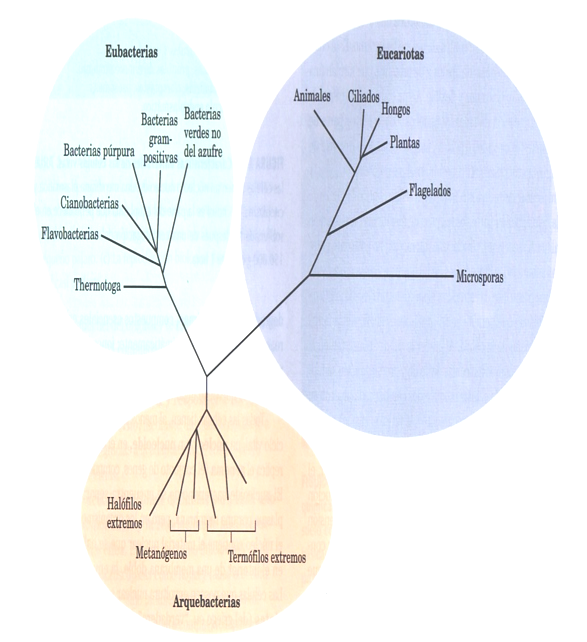 Eubacterias
Bacterias púrpura
Bacterias
gram-
positivas
Bacterias
verdes no
del azufre
Cianobacterias
Flavobacterias
Thermotoga
Eucariotas
Animales
Ciliados
Hongos
Plantas
Flagelados
Microsporas
Halófilos
extremos
Metanógenos
Termófilos extremos
Arquebacterias